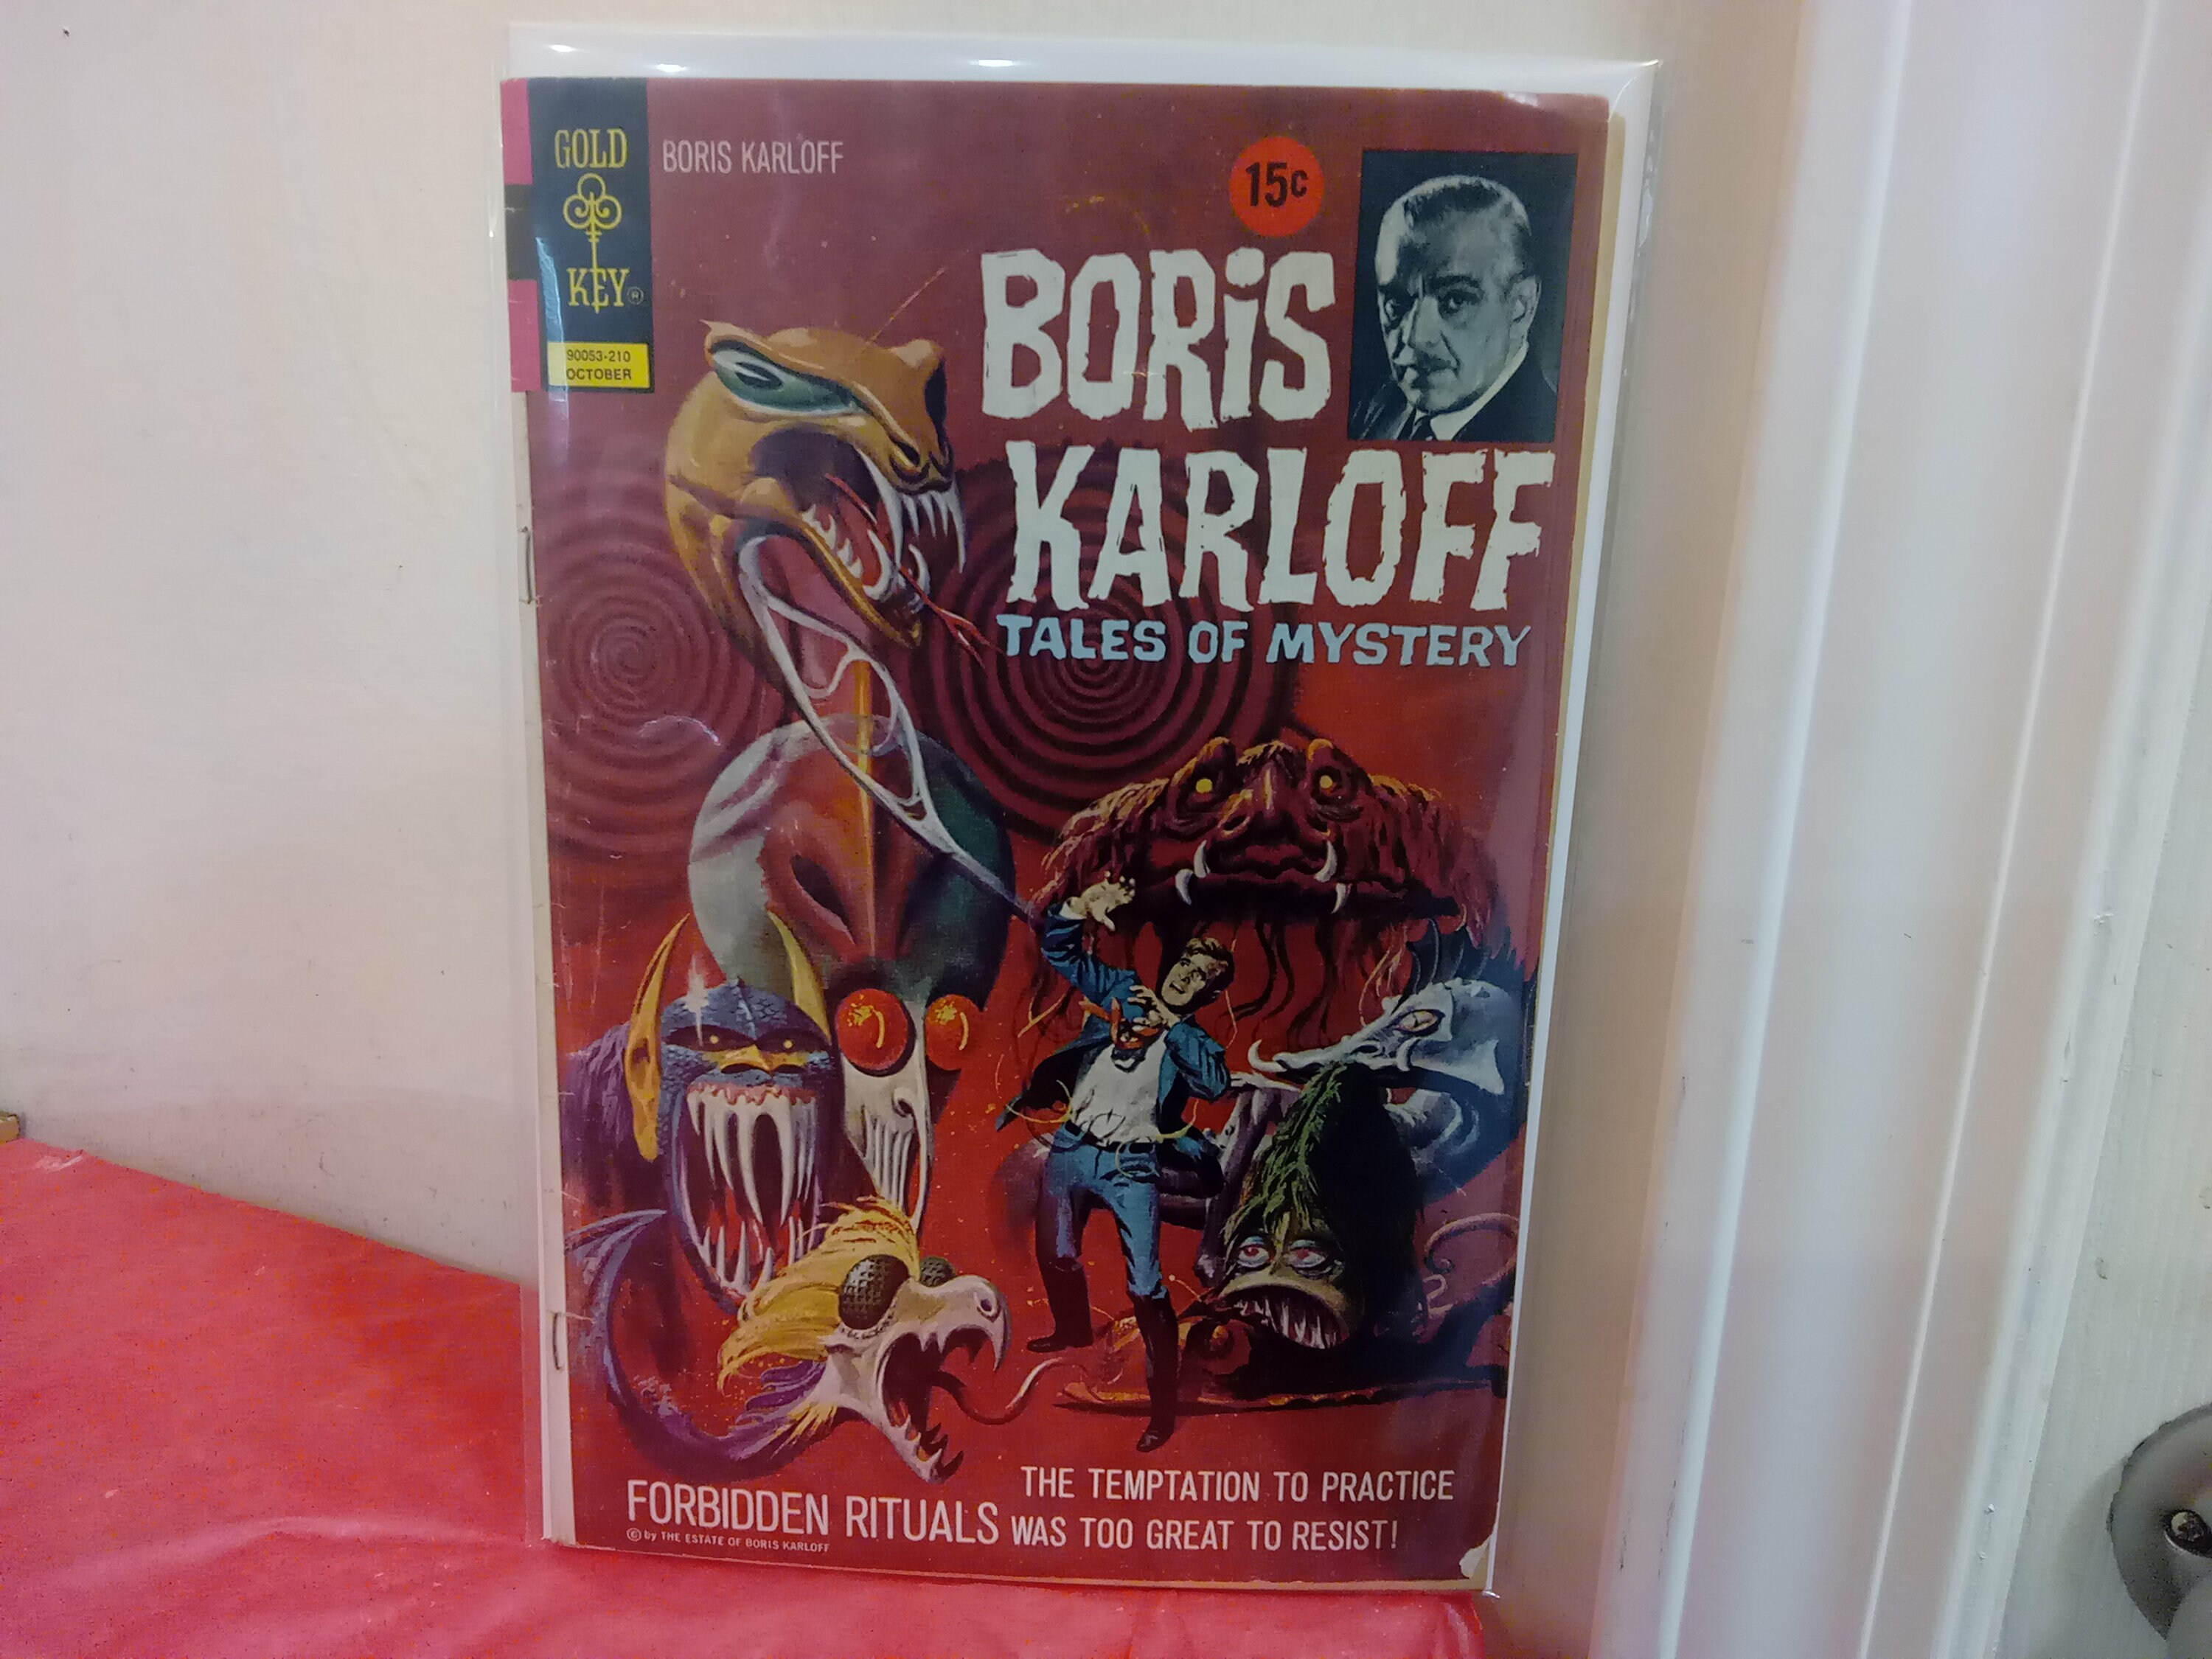 GOLD
KEY®
90053-210
OCTOBER
BORIS KARLOFF
15¢
BORiS
KARLOFF
TALES OF MYSTERY
FORBIDDEN RITUALS THE TEMPTATION TO PRACTICE
WAS TOO GREAT TO RESIST!
© by THE ESTATE OF BORIS KARLOFF